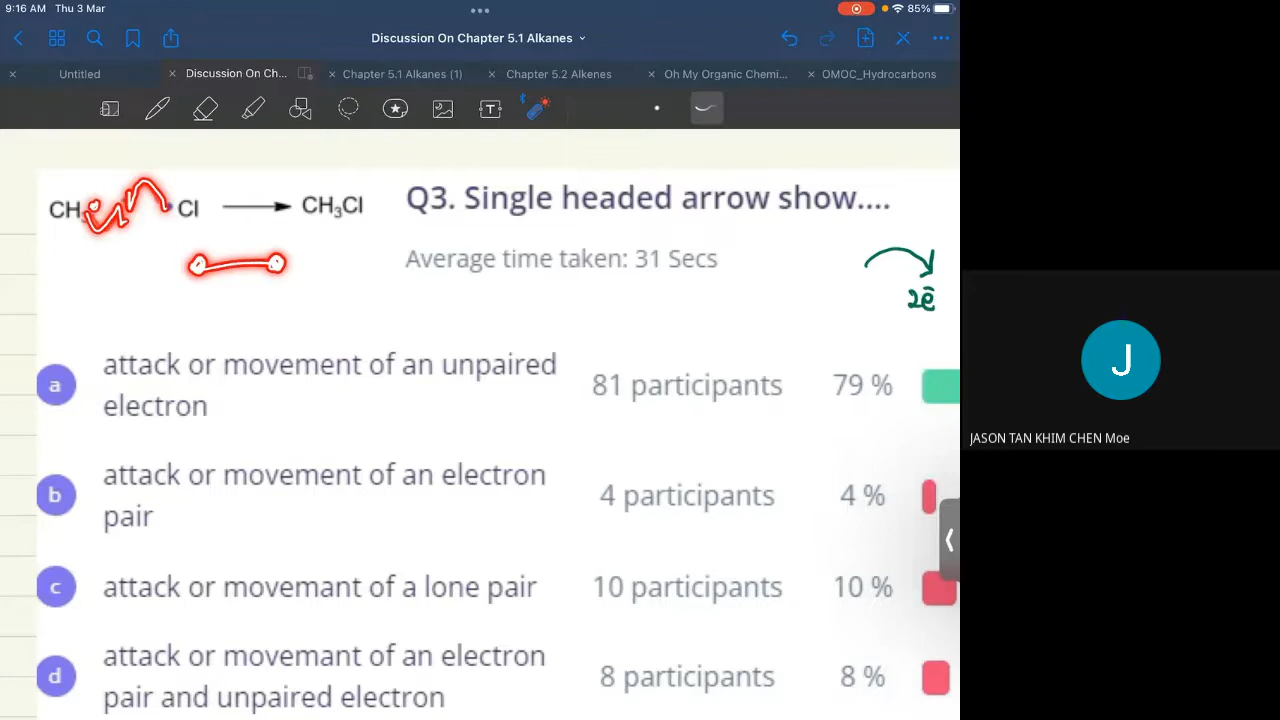 9:16 AM Thu 3 Mar
85%
Discussion On Chapter 5.1 Alkanes
Untitled
Discussion On Ch...
Chapter 5.1 Alkanes (1)
Chapter 5.2 Alkenes
Oh My Organic Chemi...
OMOC_Hydrocarbons
CH Cl → CH₃Cl
Q3. Single headed arrow show....
Average time taken: 31 Secs
2ē
a attack or movement of an unpaired
electron
81 participants 79 %
b attack or movement of an electron
pair
4 participants 4 %
c attack or movemant of a lone pair 10 participants 10 %
d attack or movemant of an electron
pair and unpaired electron
8 participants 8 %
J
JASON TAN KHIM CHEN Moe